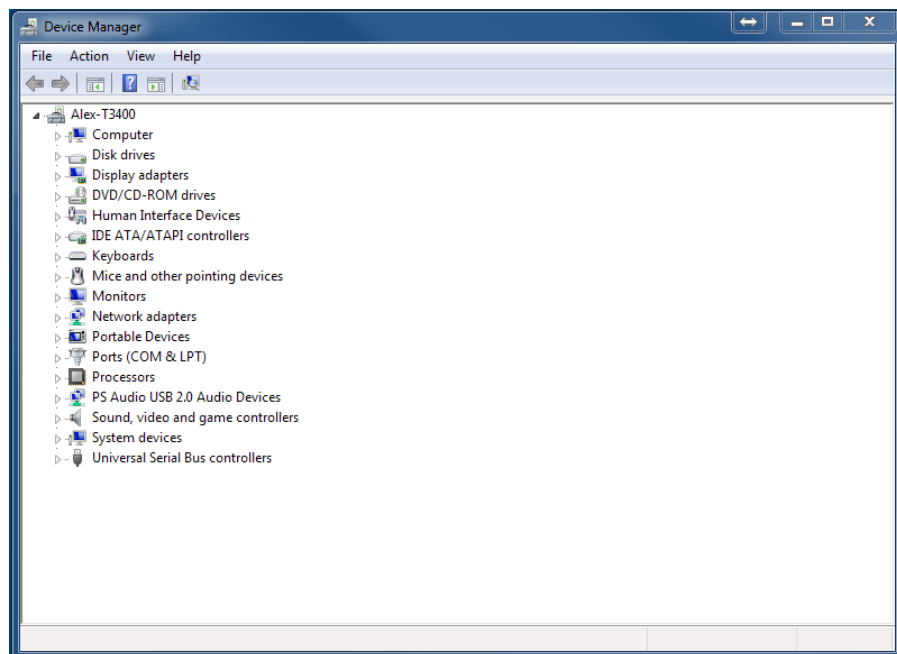 Device Manager
File Action View Help
Alex-T3400
Computer
Disk drives
Display adapters
DVD/CD-ROM drives
Human Interface Devices
IDE ATA/ATAPI controllers
Keyboards
Mice and other pointing devices
Monitors
Network adapters
Portable Devices
Ports (COM & LPT)
Processors
PS Audio USB 2.0 Audio Devices
Sound, video and game controllers
System devices
Universal Serial Bus controllers